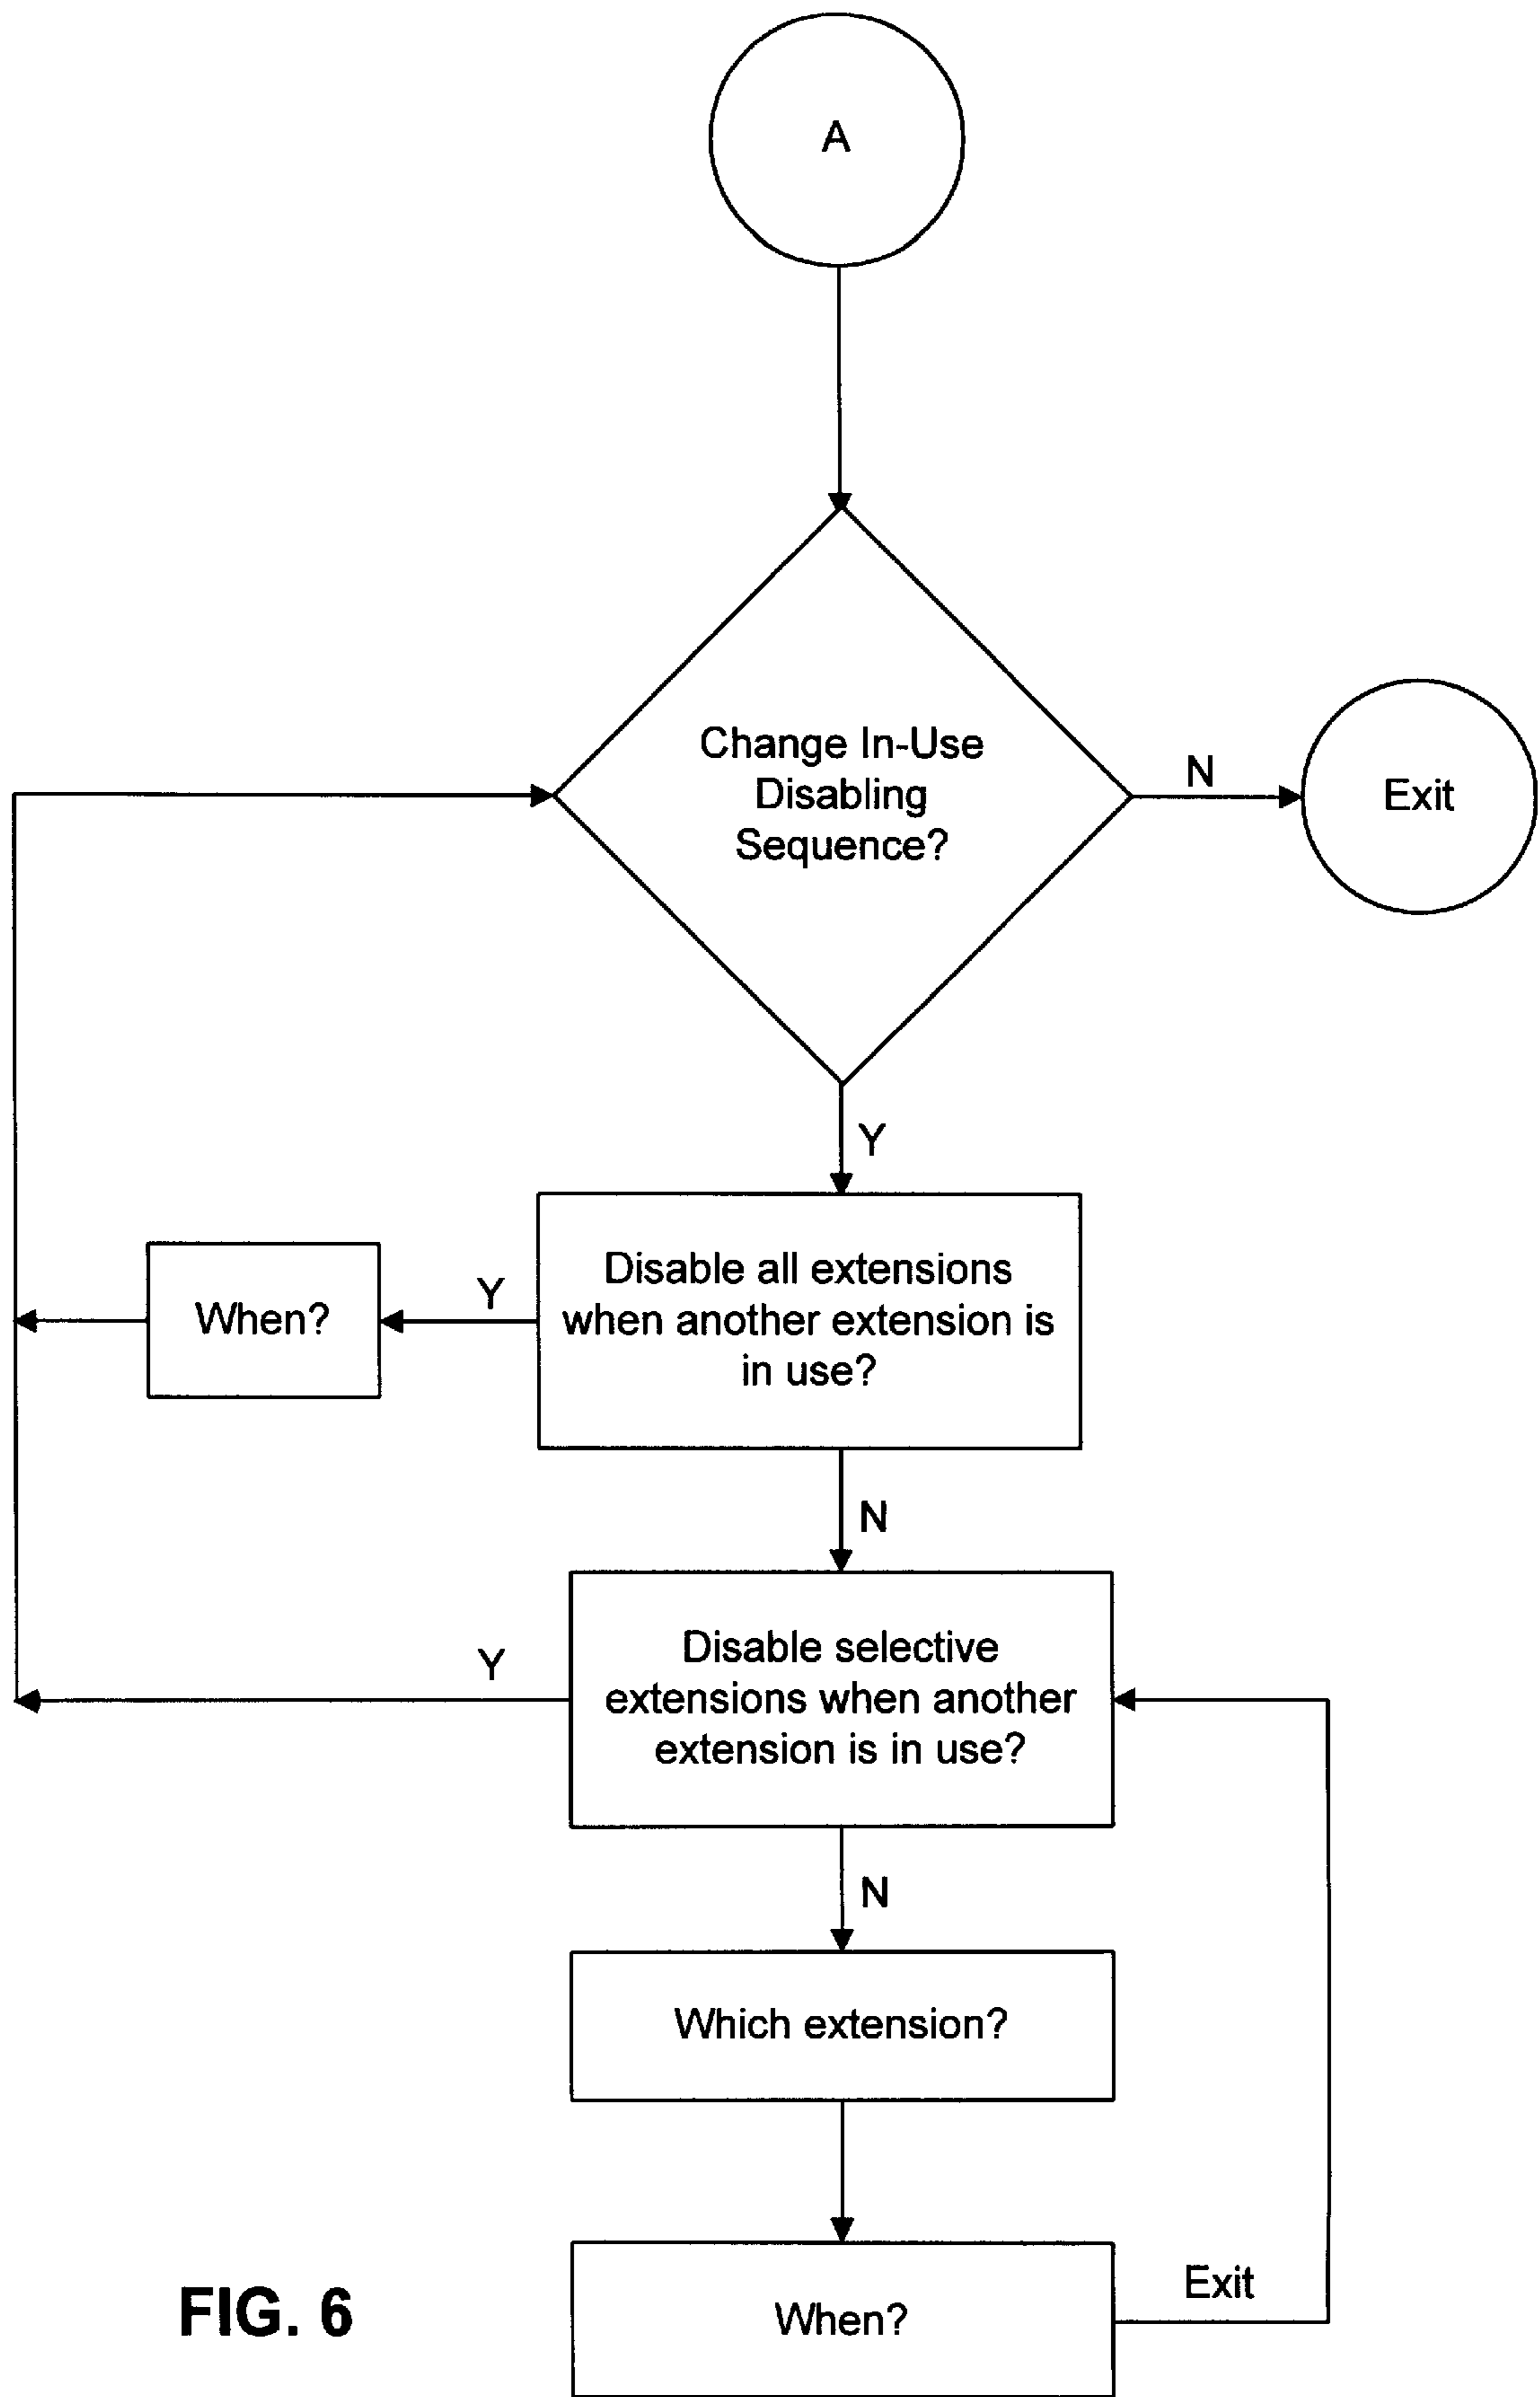 A
Change In-Use
Disabling
Sequence?
N
Exit
Y
Disable all extensions
when another extension is
in use?
Y
When?
N
Disable selective
extensions when another
extension is in use?
Y
N
Which extension?
When?
Exit
FIG. 6